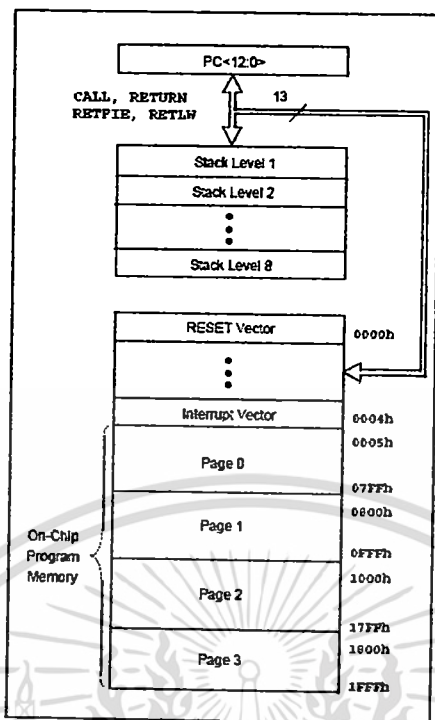 PC<12:0>
CALL, RETURN
RETFIE, RETLW
13
Stack Level 1
Stack Level 2
Stack Level 8
RESET Vector
0000h
Interrupt Vector
0004h
0005h
Page 0
07FFh
0800h
Page 1
0FFFh
1000h
Page 2
17FFh
1800h
Page 3
1FFFh
On-Chip
Program
Memory